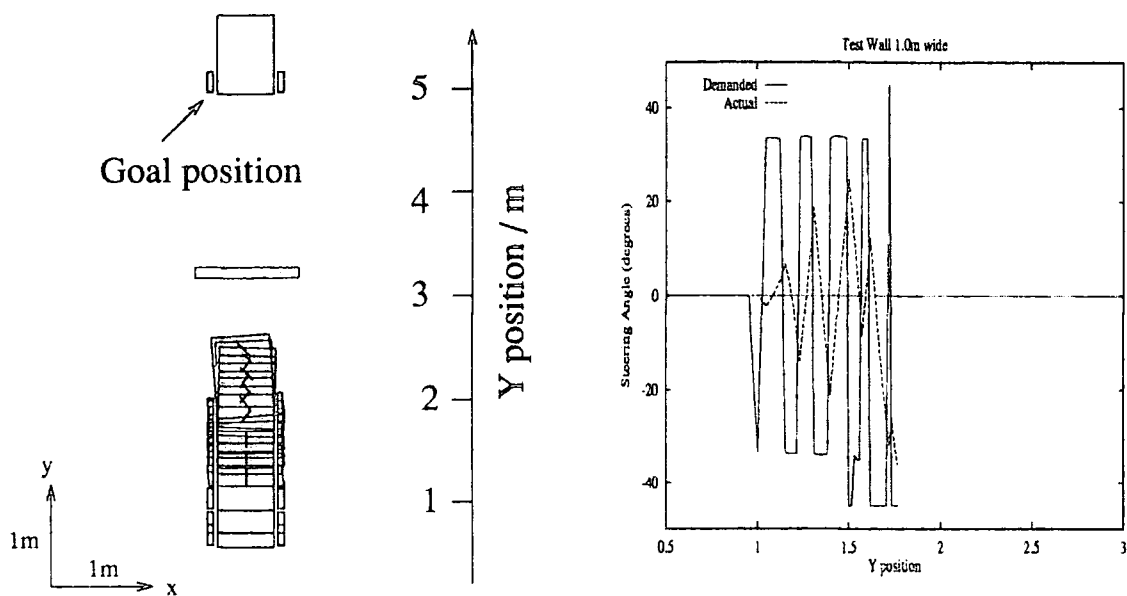 Goal position
5
4
3
2
1
Y position / m
y
1m
1m
x
Test Wall 1.0m wide
Demanded
Actual
Steering Angle (degrees)
40
20
0
-20
-40
0.5
1
1.5
2
2.5
3
Y position